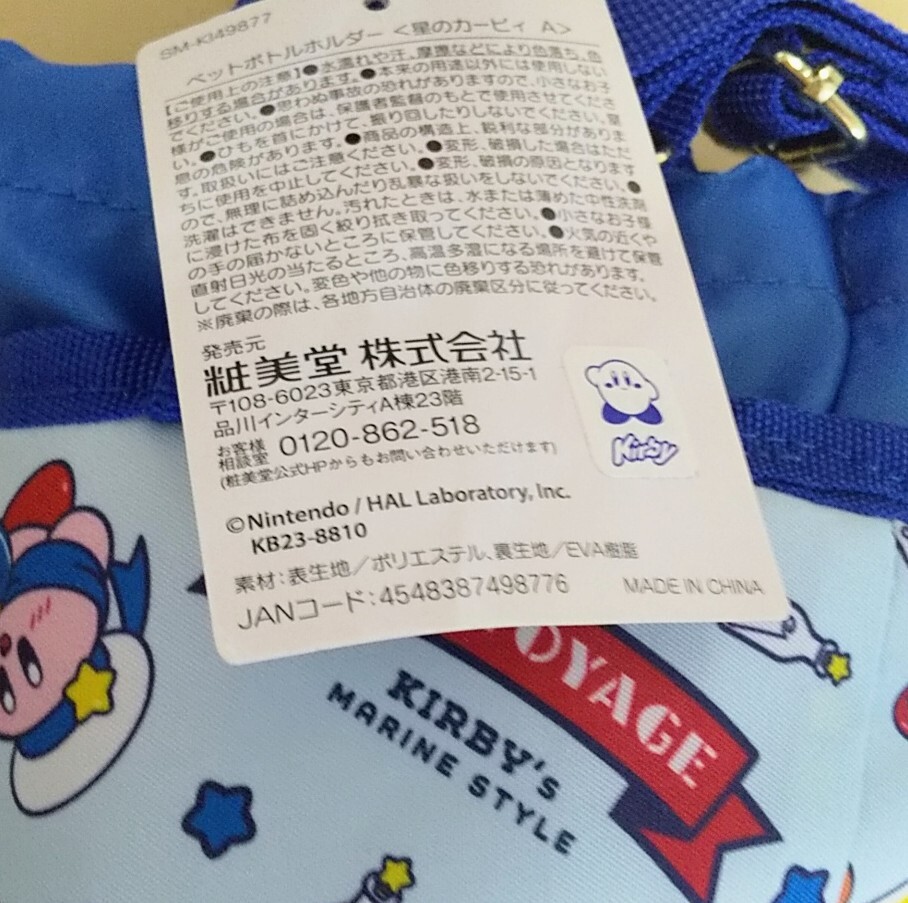 SM-KI49877
ペットボトルホルダー <星のカービィ A>
【ご使用上の注意】●水濡れや汗、摩擦などにより色落ち、色
移りする場合があります。●本来の用途以外には使用しない
でください。●思わぬ事故の恐れがありますので、小さなお子
様がご使用の場合は、保護者監督のもとで使用させてくださ
い。●ひもを首にかけて、振り回したりしないでください。窒
息の危険があります。●商品の構造上、鋭利な部分がありま
す。取扱いにはご注意ください。●変形、破損した場合はただ
ちに使用を中止してください。●変形、破損の原因となります
ので、無理に詰め込んだり乱暴な扱いをしないでください。●
洗濯はできません。汚れたときは、水または薄めた中性洗剤
に浸けた布を固く絞り拭き取ってください。●小さなお子様
の手の届かないところに保管してください。●火気の近くや
直射日光の当たるところ、高温多湿になる場所を避けて保管
してください。変色や他の物に色移りする恐れがあります。
※廃棄の際は、各地方自治体の廃棄区分に従ってください。
発売元
粧美堂 株式会社
〒108-6023東京都港区港南2-15-1
品川インターシティA棟23階
お客様
相談室 0120-862-518
(粧美堂公式HPからもお問い合わせいただけます)
Kirby
©Nintendo / HAL Laboratory, Inc.
KB23-8810
素材:表生地/ポリエステル、裏生地/EVA樹脂
JANコード:4548387498776 MADE IN CHINA
OYAGE
KIRBY's
MARINE STYLE